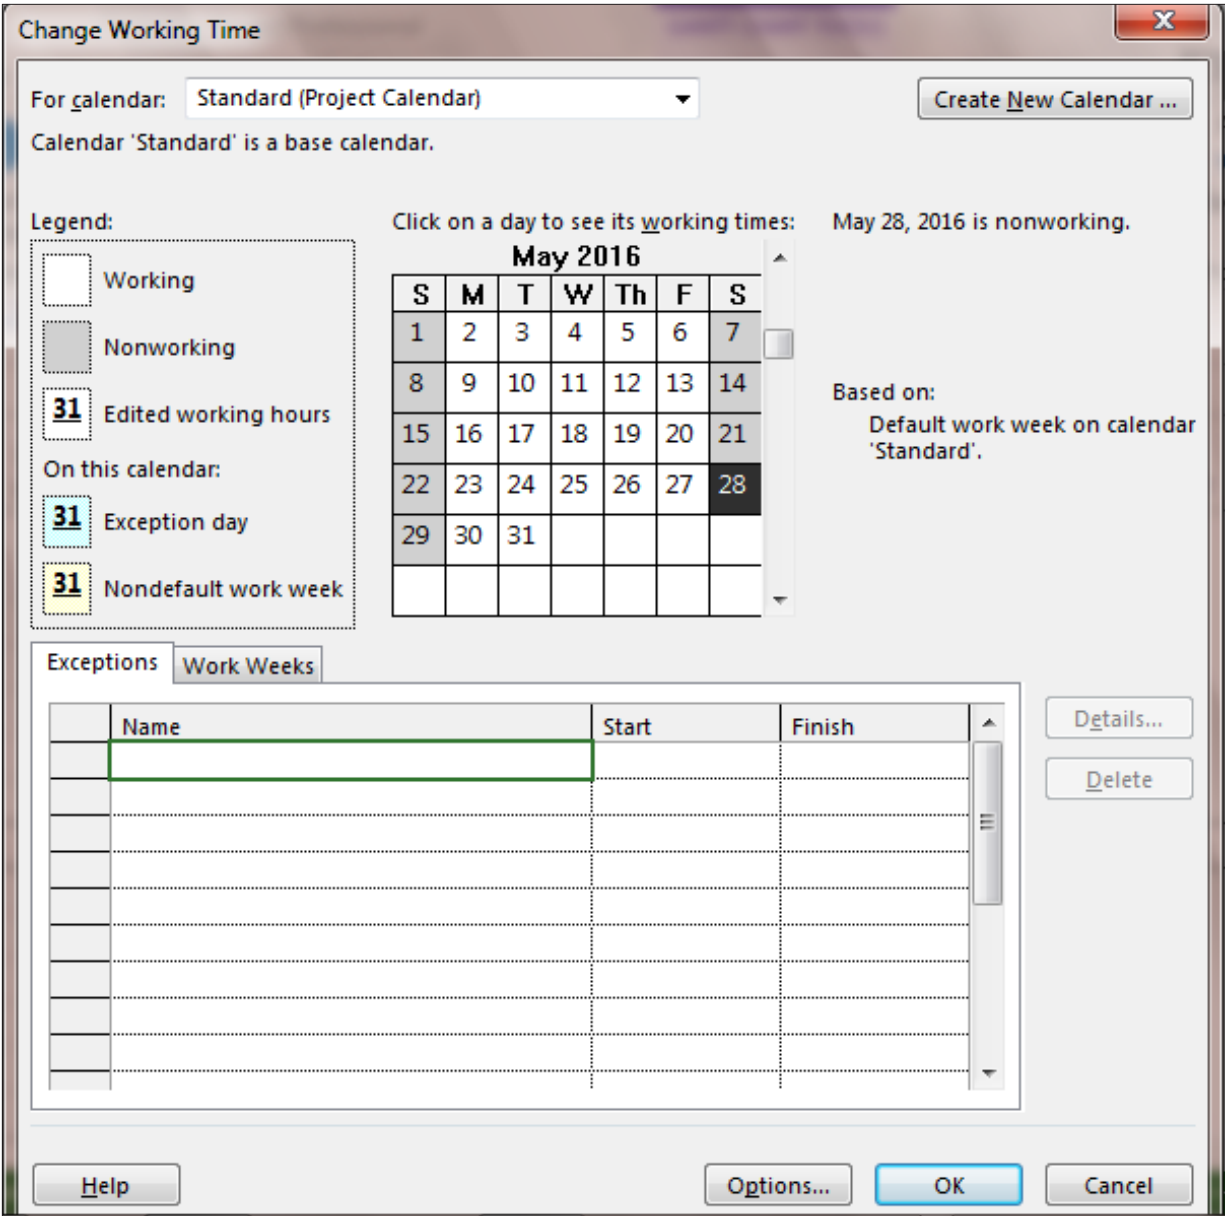 Change Working Time
For calendar: Standard (Project Calendar) Create New Calendar ...
Calendar 'Standard' is a base calendar.
Legend: Click on a day to see its working times: May 28, 2016 is nonworking.
Working
Nonworking
31 Edited working hours
On this calendar:
31 Exception day
31 Nondefault work week
May 2016
S M T W Th F S
1 2 3 4 5 6 7
8 9 10 11 12 13 14
15 16 17 18 19 20 21
22 23 24 25 26 27 28
29 30 31
Based on:
Default work week on calendar
'Standard'.
Exceptions Work Weeks
Name Start Finish
Details...
Delete
Help Options... OK Cancel